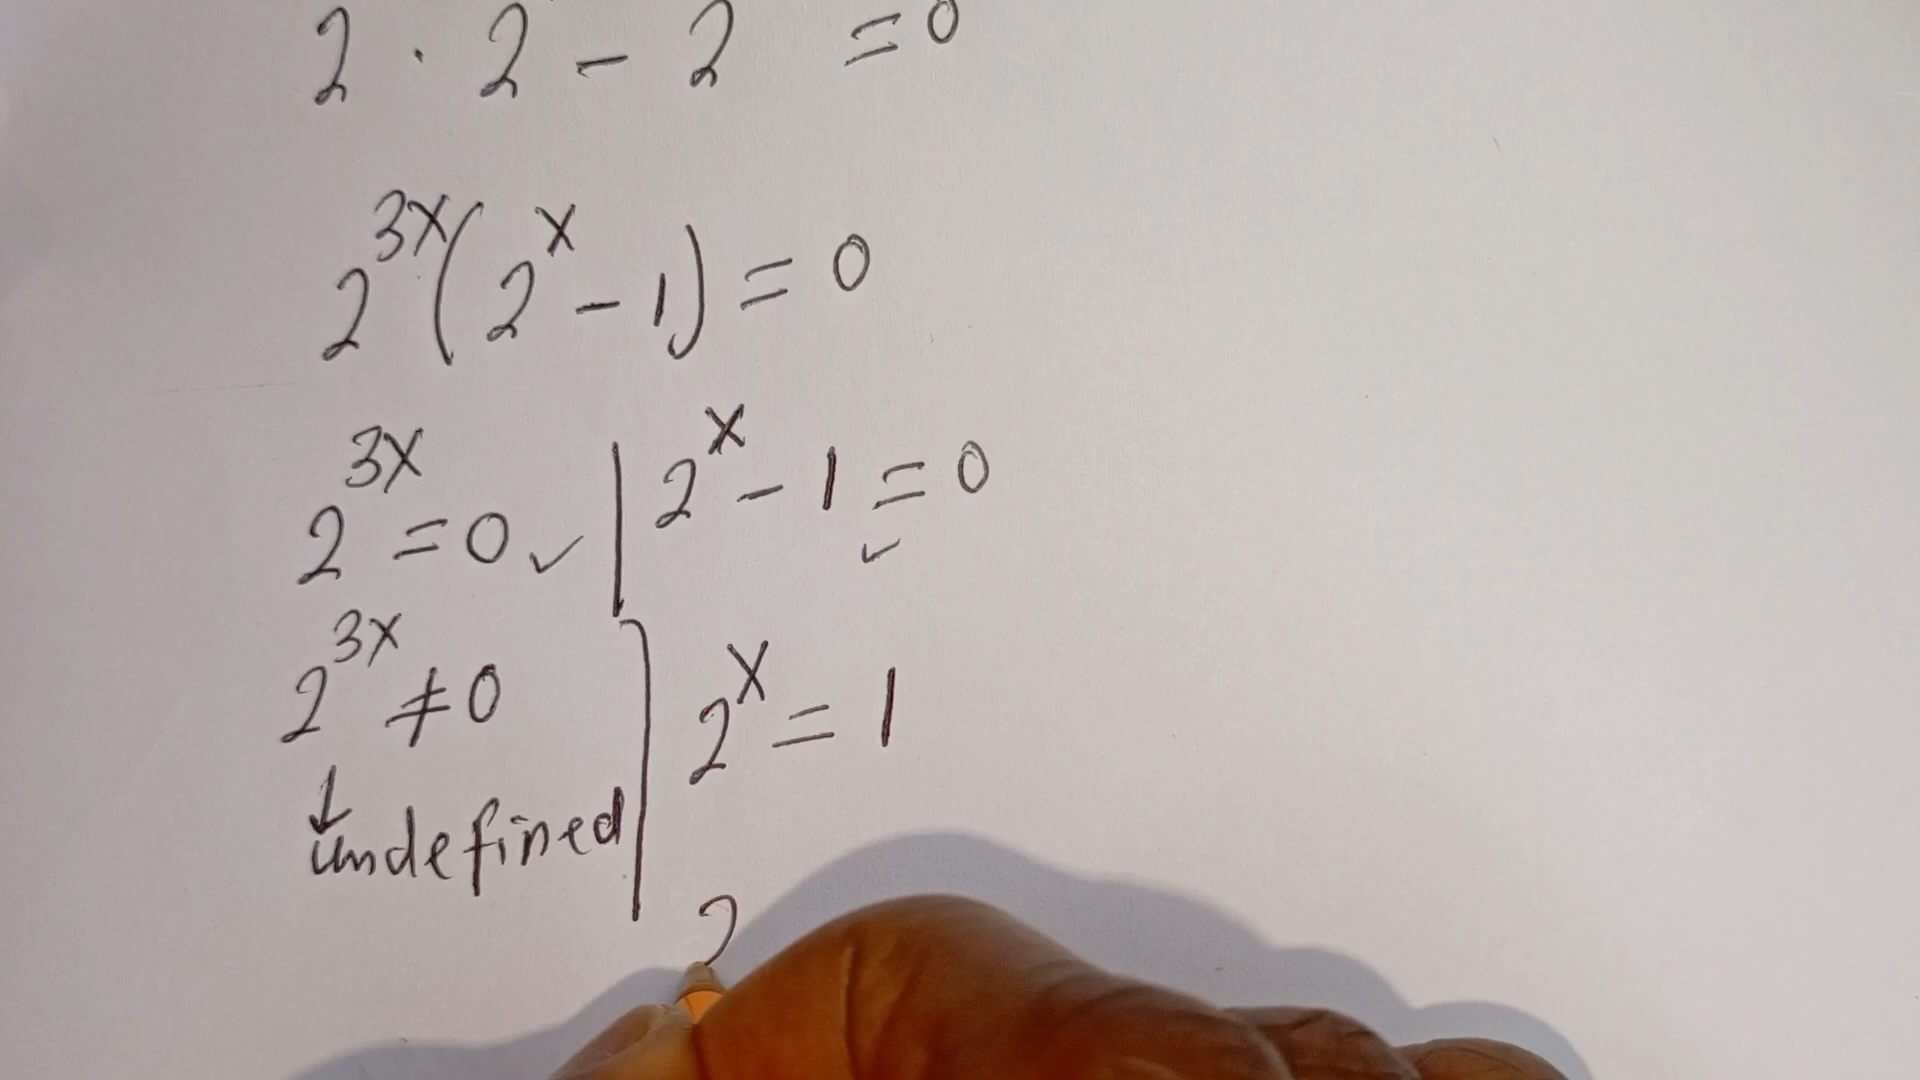 2 · 2 - 2 = 0
2^3x (2^x - 1) = 0
2^3x = 0 ✓ | 2^x - 1 = 0 ✓
2^3x ≠ 0 | 2^x = 1
↓
undefined
2